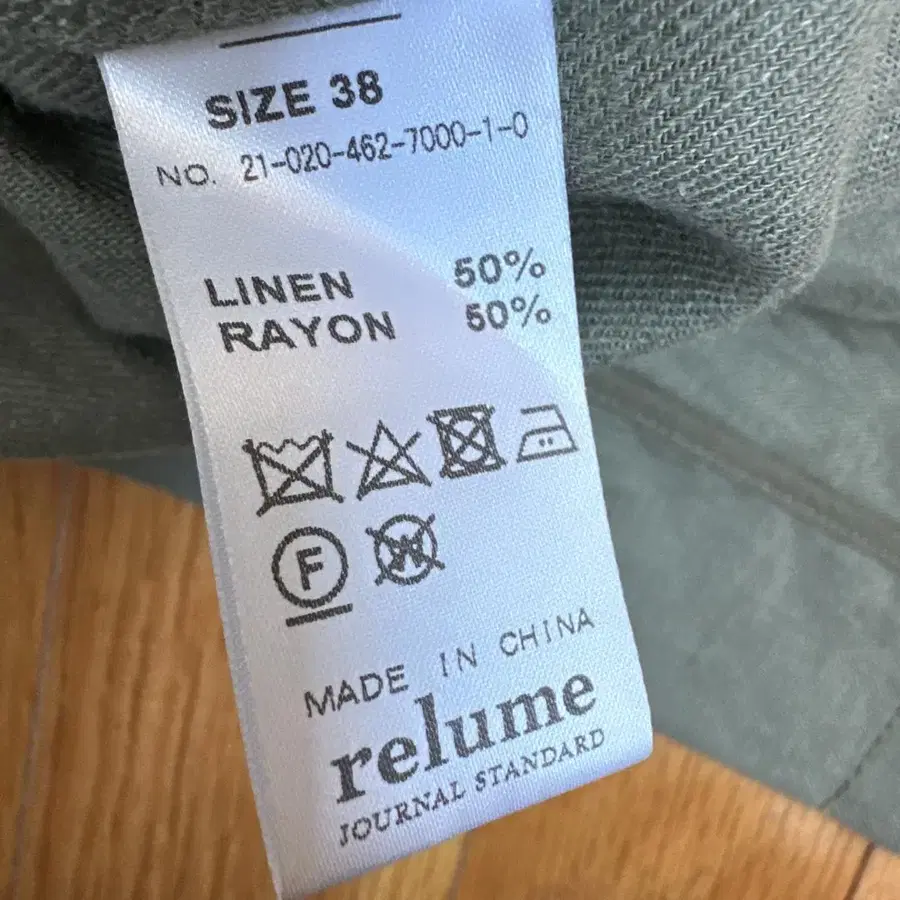 SIZE 38
NO. 21-020-462-7000-1-0
LINEN 50%
RAYON 50%
F
W
MADE IN CHINA
relume
JOURNAL STANDARD